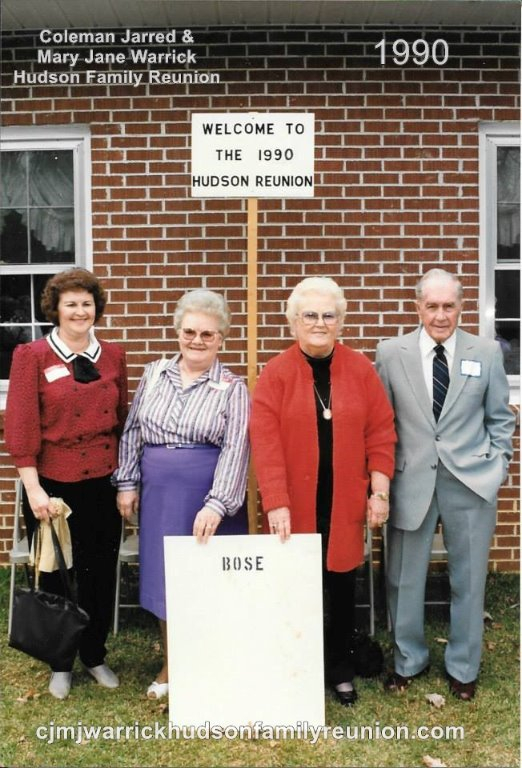 Coleman Jarred &
Mary Jane Warrick
Hudson Family Reunion
1990
WELCOME TO
THE 1990
HUDSON REUNION
BOSE
cjmjwarrickhudsonfamilyreunion.com